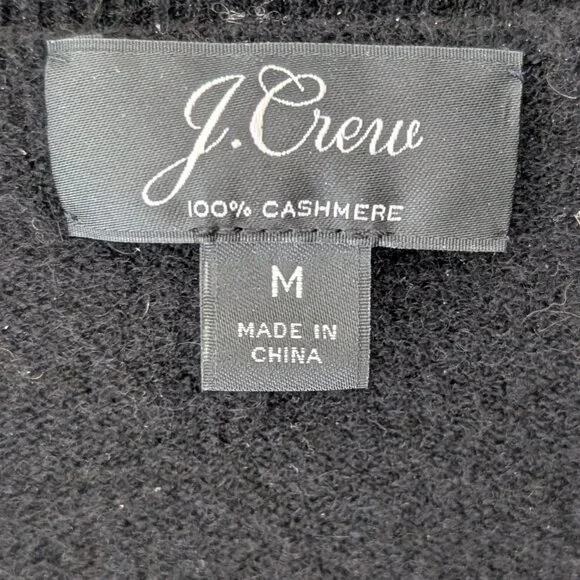 J. Crew
100% CASHMERE
M
MADE IN
CHINA